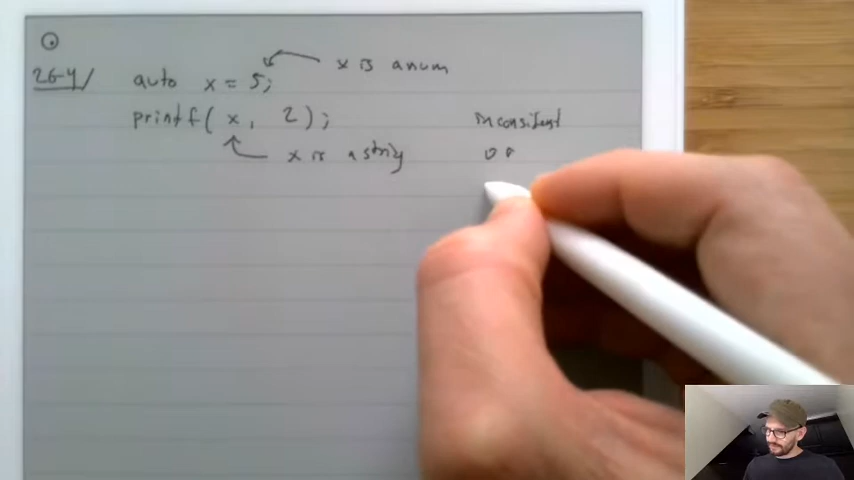 26-4/ auto x = 5; x is a num
printf( x, 2 ); inconsistent
x is a string